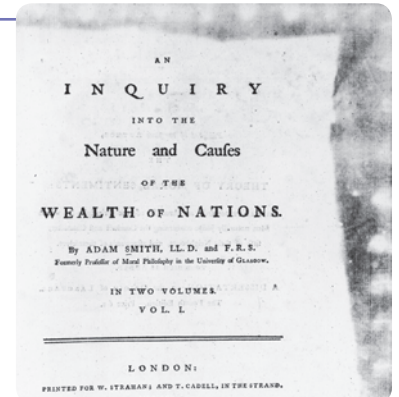 AN
INQUIRY
INTO THE
Nature and Cauſes
OF THE
WEALTH OF NATIONS.
By ADAM SMITH, LL. D. and F. R. S.
Formerly Profeſſor of Moral Philoſophy in the Univerſity of GLASGOW.
IN TWO VOLUMES.
VOL. I.
LONDON:
PRINTED FOR W. STRAHAN; AND T. CADELL, IN THE STRAND.